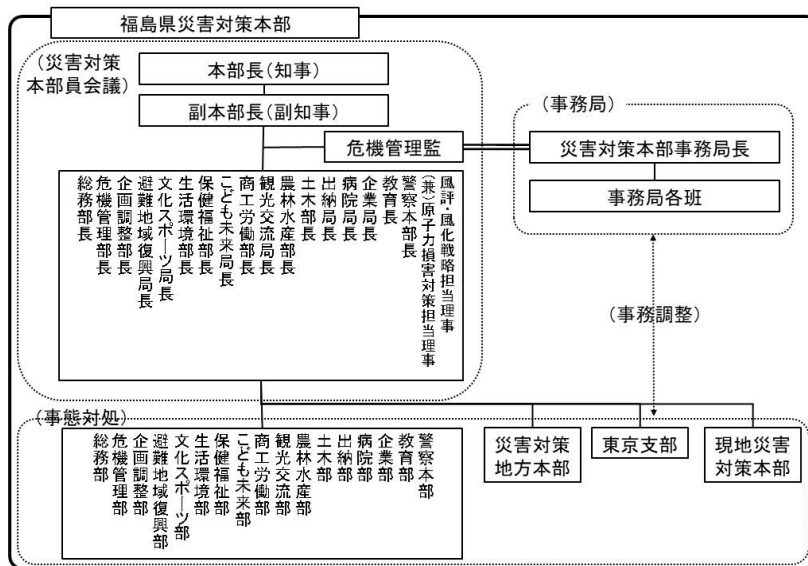 福島県災害対策本部
(災害対策
本部員会議)
本部長(知事)
副本部長(副知事)
危機管理監
(事務局)
災害対策本部事務局長
事務局各班
総務部長
危機管理部長
企画調整部長
避難地域復興局長
文化スポーツ局長
生活環境部長
保健福祉部長
こども未来局長
商工労働部長
観光交流局長
農林水産部長
土木部長
出納局長
病院局長
企業局長
教育長
警察本部長
(兼)原子力損害対策担当理事
風評・風化戦略担当理事
(事務調整)
(事態対処)
総務部
危機管理部
企画調整部
避難地域復興部
文化スポーツ部
生活環境部
保健福祉部
こども未来部
商工労働部
観光交流部
農林水産部
土木部
出納部
病院部
企業部
教育部
警察本部
災害対策
地方本部
東京支部
現地災害
対策本部